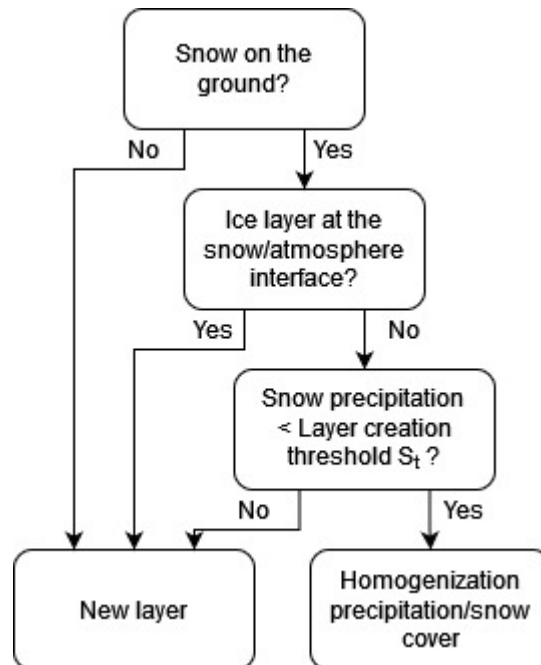 Snow on the
ground?
No
Yes
Ice layer at the
snow/atmosphere
interface?
Yes
No
Snow precipitation
< Layer creation
threshold Sₜ ?
No
Yes
New layer
Homogenization
precipitation/snow
cover